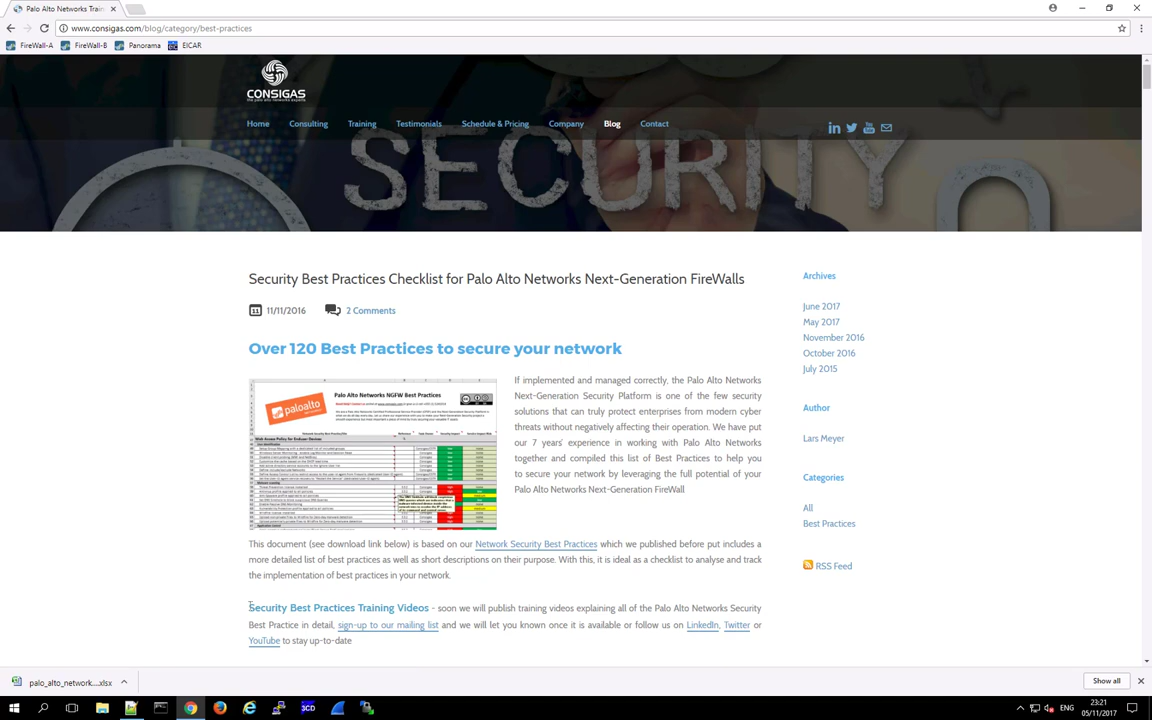 Palo Alto Networks Train
www.consigas.com/blog/category/best-practices
FireWall-A
FireWall-B
Panorama
EICAR
CONSIGAS
the palo alto networks experts
Home
Consulting
Training
Testimonials
Schedule & Pricing
Company
Blog
Contact
SECURITY
Security Best Practices Checklist for Palo Alto Networks Next-Generation FireWalls
11/11/2016
2 Comments
Over 120 Best Practices to secure your network
paloalto
Palo Alto Networks NGFW Best Practices
If implemented and managed correctly, the Palo Alto Networks
Next-Generation Security Platform is one of the few security
solutions that can truly protect enterprises from modern cyber
threats without negatively affecting their operation. We have put
our 7 years' experience in working with Palo Alto Networks
together and compiled this list of Best Practices to help you
to secure your network by leveraging the full potential of your
Palo Alto Networks Next-Generation FireWall
This document (see download link below) is based on our Network Security Best Practices which we published before put includes a
more detailed list of best practices as well as short descriptions on their purpose. With this, it is ideal as a checklist to analyse and track
the implementation of best practices in your network.
Security Best Practices Training Videos - soon we will publish training videos explaining all of the Palo Alto Networks Security
Best Practice in detail, sign-up to our mailing list and we will let you known once it is available or follow us on LinkedIn, Twitter or
YouTube to stay up-to-date
Archives
June 2017
May 2017
November 2016
October 2016
July 2015
Author
Lars Meyer
Categories
All
Best Practices
RSS Feed
palo_alto_network....xlsx
Show all
ENG
23:21
05/11/2017